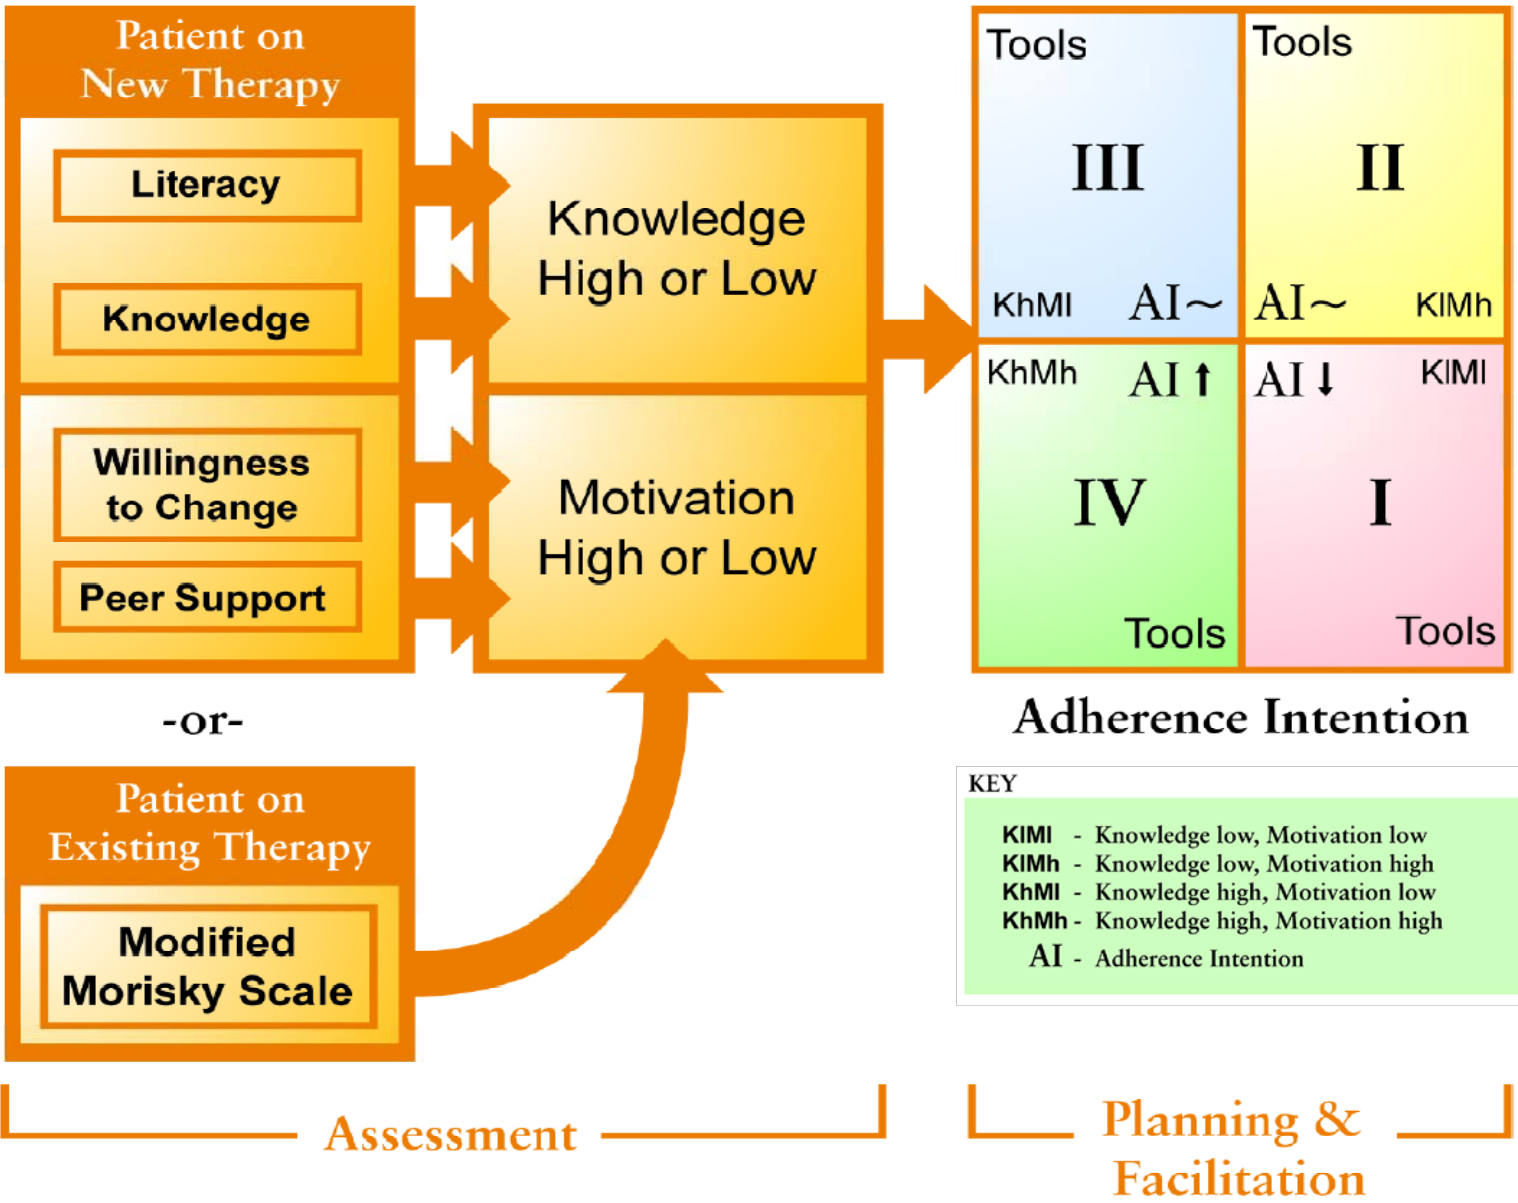 Patient on
New Therapy
Literacy
Knowledge
Willingness
to Change
Peer Support
-or-
Patient on
Existing Therapy
Modified
Morisky Scale
Knowledge
High or Low
Motivation
High or Low
Assessment
Tools
III
KhMl AI~
Tools
II
AI~ KlMh
KhMh AI↑
IV
Tools
AI↓ KlMl
I
Tools
Adherence Intention
KEY
KlMl - Knowledge low, Motivation low
KlMh - Knowledge low, Motivation high
KhMl - Knowledge high, Motivation low
KhMh - Knowledge high, Motivation high
AI - Adherence Intention
Planning &
Facilitation